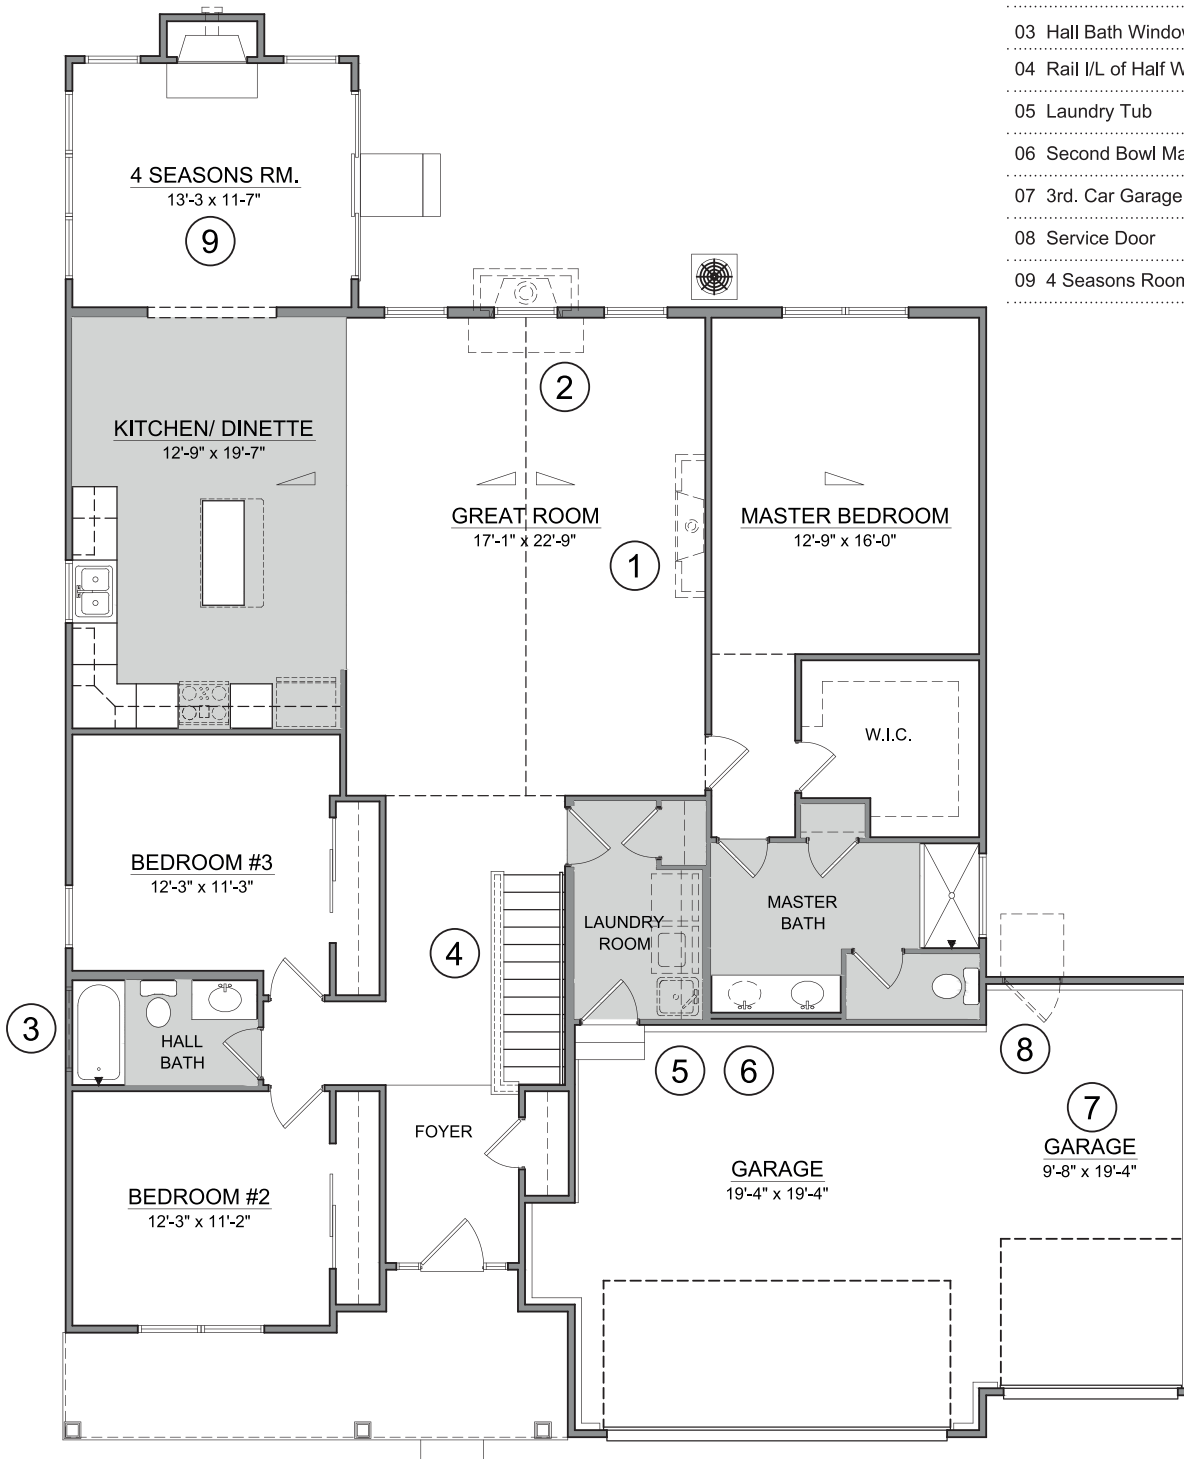 03 Hall Bath Window
04 Rail I/L of Half W
05 Laundry Tub
06 Second Bowl Ma
07 3rd. Car Garage
08 Service Door
09 4 Seasons Room
4 SEASONS RM.
13'-3 x 11-7"
9
2
KITCHEN/ DINETTE
12'-9" x 19'-7"
GREAT ROOM
17'-1" x 22'-9"
MASTER BEDROOM
12'-9" x 16'-0"
1
W.I.C.
BEDROOM #3
12'-3" x 11'-3"
MASTER
BATH
LAUNDRY
ROOM
4
3
HALL
BATH
5
6
8
7
GARAGE
9'-8" x 19'-4"
FOYER
GARAGE
19'-4" x 19'-4"
BEDROOM #2
12'-3" x 11'-2"